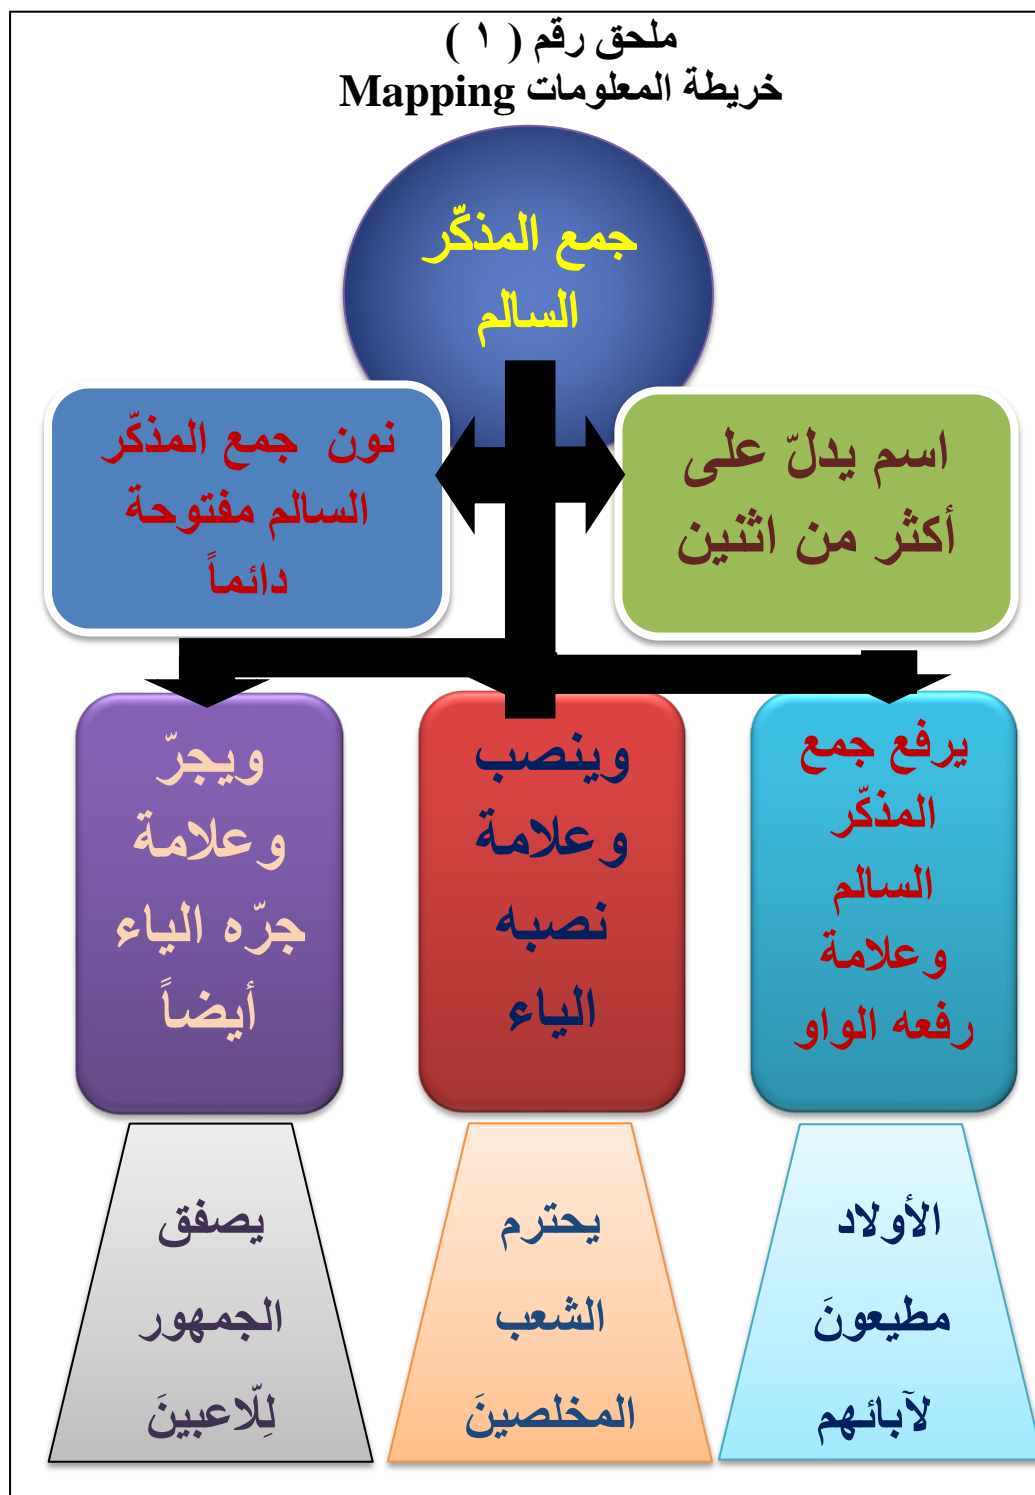 ملحق رقم ( ١ )
خريطة المعلومات Mapping
جمع المذكّر
السالم
اسم يدلّ على
أكثر من اثنين
نون جمع المذكّر
السالم مفتوحة
دائماً
يرفع جمع
المذكّر
السالم
وعلامة
رفعه الواو
وينصب
وعلامة
نصبه
الياء
ويجرّ
وعلامة
جرّه الياء
أيضاً
الأولاد
مطيعونَ
لآبائهم
يحترم
الشعب
المخلصينَ
يصفق
الجمهور
لِلّاعبينَ